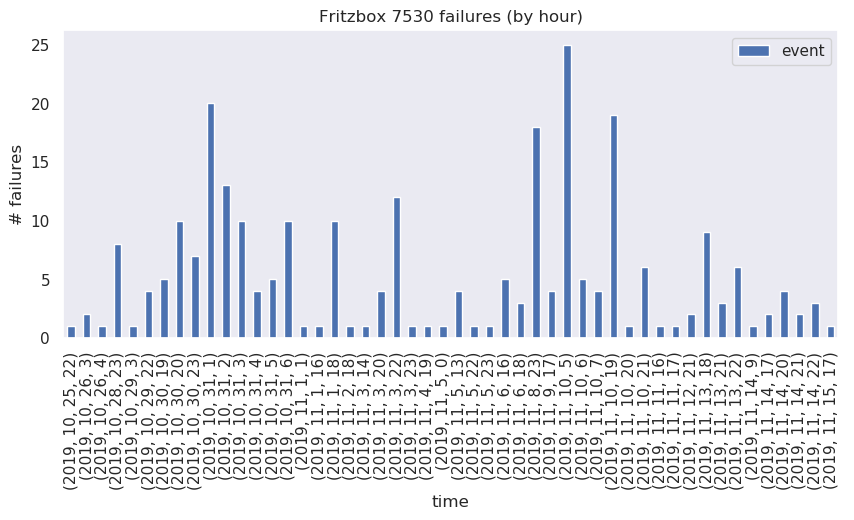 Fritzbox 7530 failures (by hour)
event
# failures
25
20
15
10
5
0
(2019, 10, 25, 22)
(2019, 10, 26, 3)
(2019, 10, 26, 4)
(2019, 10, 28, 23)
(2019, 10, 29, 3)
(2019, 10, 29, 22)
(2019, 10, 30, 19)
(2019, 10, 30, 20)
(2019, 10, 30, 23)
(2019, 10, 31, 1)
(2019, 10, 31, 2)
(2019, 10, 31, 3)
(2019, 10, 31, 4)
(2019, 10, 31, 5)
(2019, 10, 31, 6)
(2019, 11, 1, 1)
(2019, 11, 1, 16)
(2019, 11, 1, 18)
(2019, 11, 2, 18)
(2019, 11, 3, 14)
(2019, 11, 3, 20)
(2019, 11, 3, 22)
(2019, 11, 3, 23)
(2019, 11, 4, 19)
(2019, 11, 5, 0)
(2019, 11, 5, 13)
(2019, 11, 5, 22)
(2019, 11, 5, 23)
(2019, 11, 6, 16)
(2019, 11, 6, 18)
(2019, 11, 8, 23)
(2019, 11, 9, 17)
(2019, 11, 10, 5)
(2019, 11, 10, 6)
(2019, 11, 10, 7)
(2019, 11, 10, 19)
(2019, 11, 10, 20)
(2019, 11, 10, 21)
(2019, 11, 11, 16)
(2019, 11, 11, 17)
(2019, 11, 12, 21)
(2019, 11, 13, 18)
(2019, 11, 13, 21)
(2019, 11, 13, 22)
(2019, 11, 14, 9)
(2019, 11, 14, 17)
(2019, 11, 14, 20)
(2019, 11, 14, 21)
(2019, 11, 14, 22)
(2019, 11, 15, 17)
time